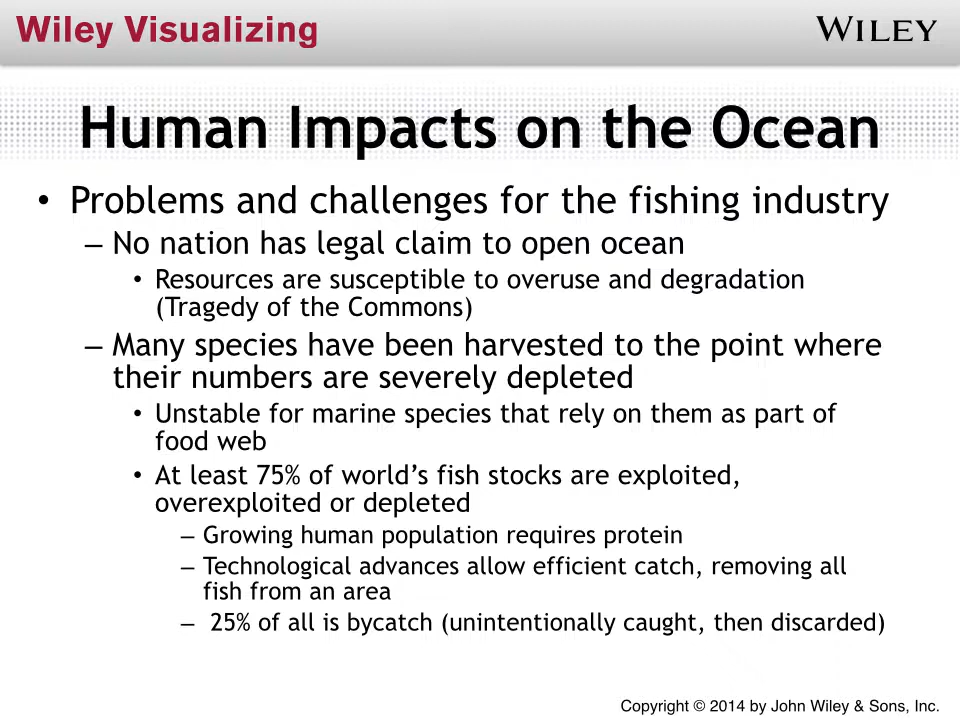 Wiley Visualizing
WILEY
Human Impacts on the Ocean
• Problems and challenges for the fishing industry
– No nation has legal claim to open ocean
• Resources are susceptible to overuse and degradation
(Tragedy of the Commons)
– Many species have been harvested to the point where
their numbers are severely depleted
• Unstable for marine species that rely on them as part of
food web
• At least 75% of world’s fish stocks are exploited,
overexploited or depleted
– Growing human population requires protein
– Technological advances allow efficient catch, removing all
fish from an area
– 25% of all is bycatch (unintentionally caught, then discarded)
Copyright © 2014 by John Wiley & Sons, Inc.